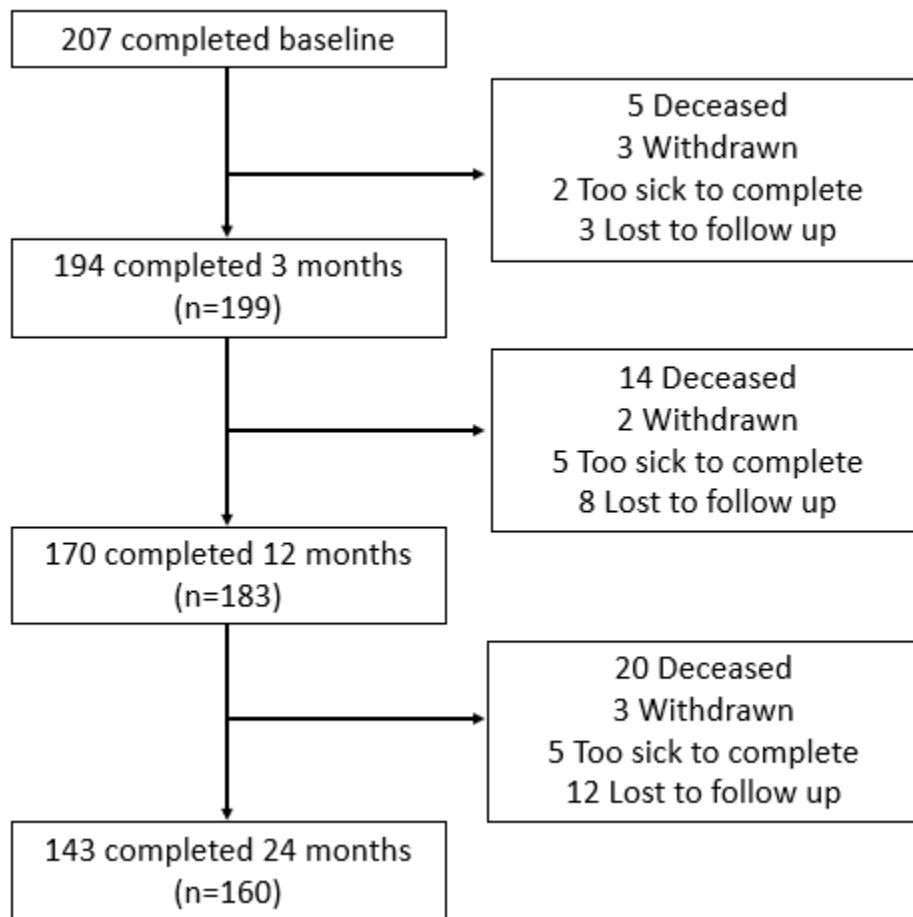 207 completed baseline
5 Deceased
3 Withdrawn
2 Too sick to complete
3 Lost to follow up
194 completed 3 months
(n=199)
14 Deceased
2 Withdrawn
5 Too sick to complete
8 Lost to follow up
170 completed 12 months
(n=183)
20 Deceased
3 Withdrawn
5 Too sick to complete
12 Lost to follow up
143 completed 24 months
(n=160)